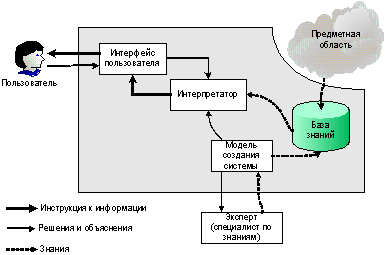 Предметная
область
Интерфейс
пользователя
Пользователь
Интерпретатор
База
знаний
Модель
создания
системы
Эксперт
(специалист по
знаниям)
Инструкция к информации
Решения и объяснения
Знания